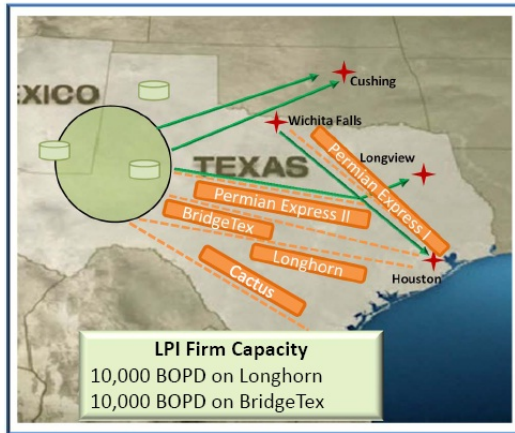 EXICO
Cushing
Wichita Falls
TEXAS
Longview
Permian Express I
Permian Express II
BridgeTex
Longhorn
Cactus
Houston
LPI Firm Capacity
10,000 BOPD on Longhorn
10,000 BOPD on BridgeTex